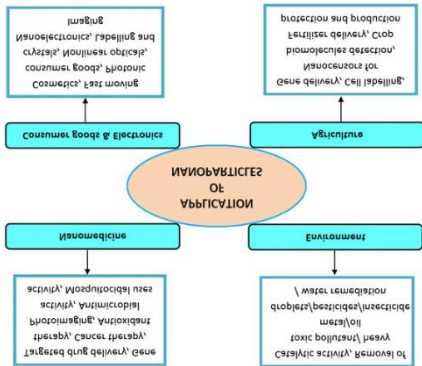 Targeted drug delivery, Gene
therapy, Cancer therapy,
Photoimaging, Antioxidant
activity, Antimicrobial
activity, Mosquitocidal uses
Catalytic activity, Removal of
toxic pollutant/ heavy
metal/oil
droplets/pesticides/insecticide
/ water remediation
Nanomedicine
Environment
APPLICATION
OF
NANOPARTICLES
Consumer goods & Electronics
Agriculture
Cosmetics, Fast moving
consumer goods, Photonic
crystals, Nonlinear opticals,
Nanoelectronics, Labelling and
Imaging
Gene delivery, Cell labelling,
Nanocensors for
biomolecules detection,
Fertilizer delivery, Crop
protection and production